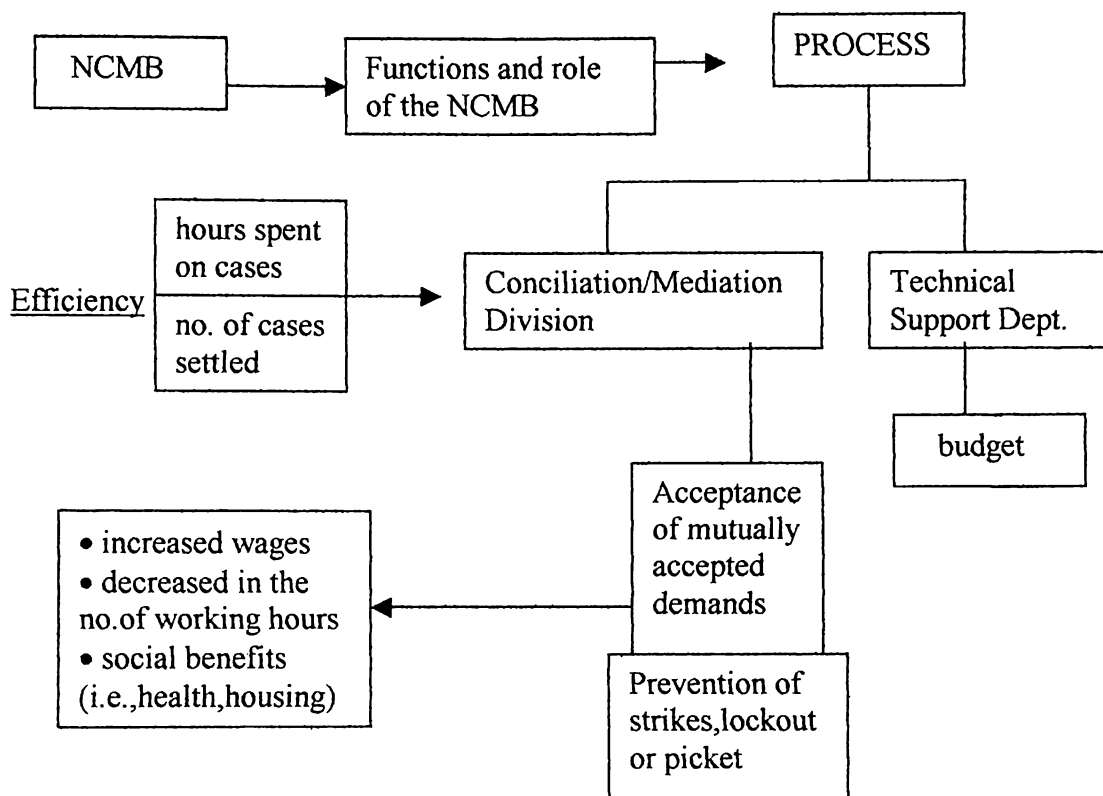 NCMB
Functions and role
of the NCMB
PROCESS
Efficiency
hours spent
on cases
no. of cases
settled
Conciliation/Mediation
Division
Technical
Support Dept.
budget
Acceptance
of mutually
accepted
demands
Prevention of
strikes,lockout
or picket
• increased wages
• decreased in the
no.of working hours
• social benefits
(i.e.,health,housing)